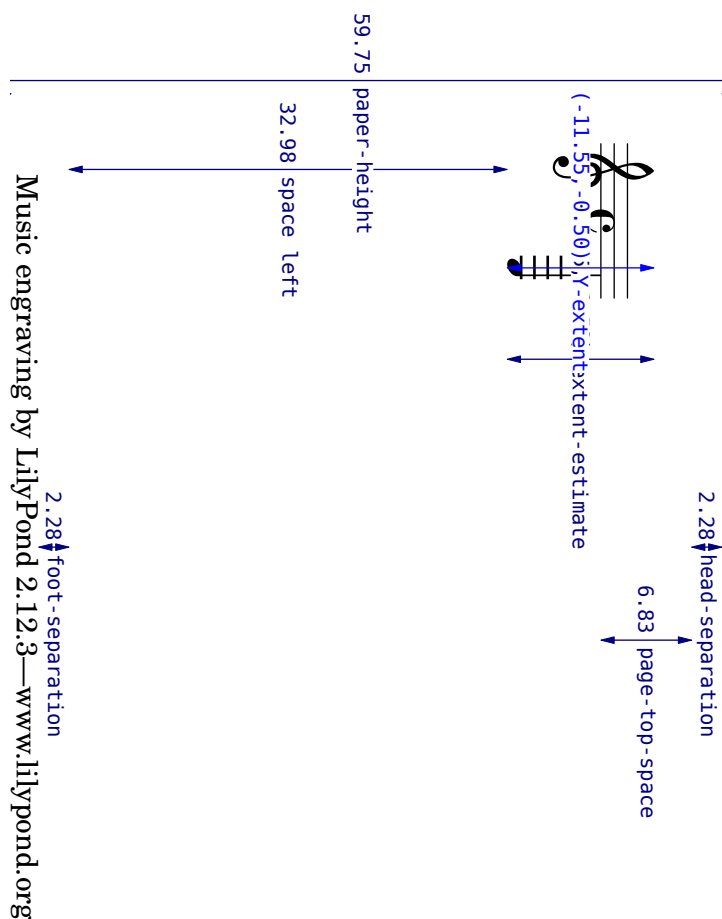 59.75 paper-height
32.98 space left
(-11.55,-0.50)
Y-extent
extent-estimate
2.28 head-separation
6.83 page-top-space
2.28 foot-separation
Music engraving by LilyPond 2.12.3—www.lilypond.org